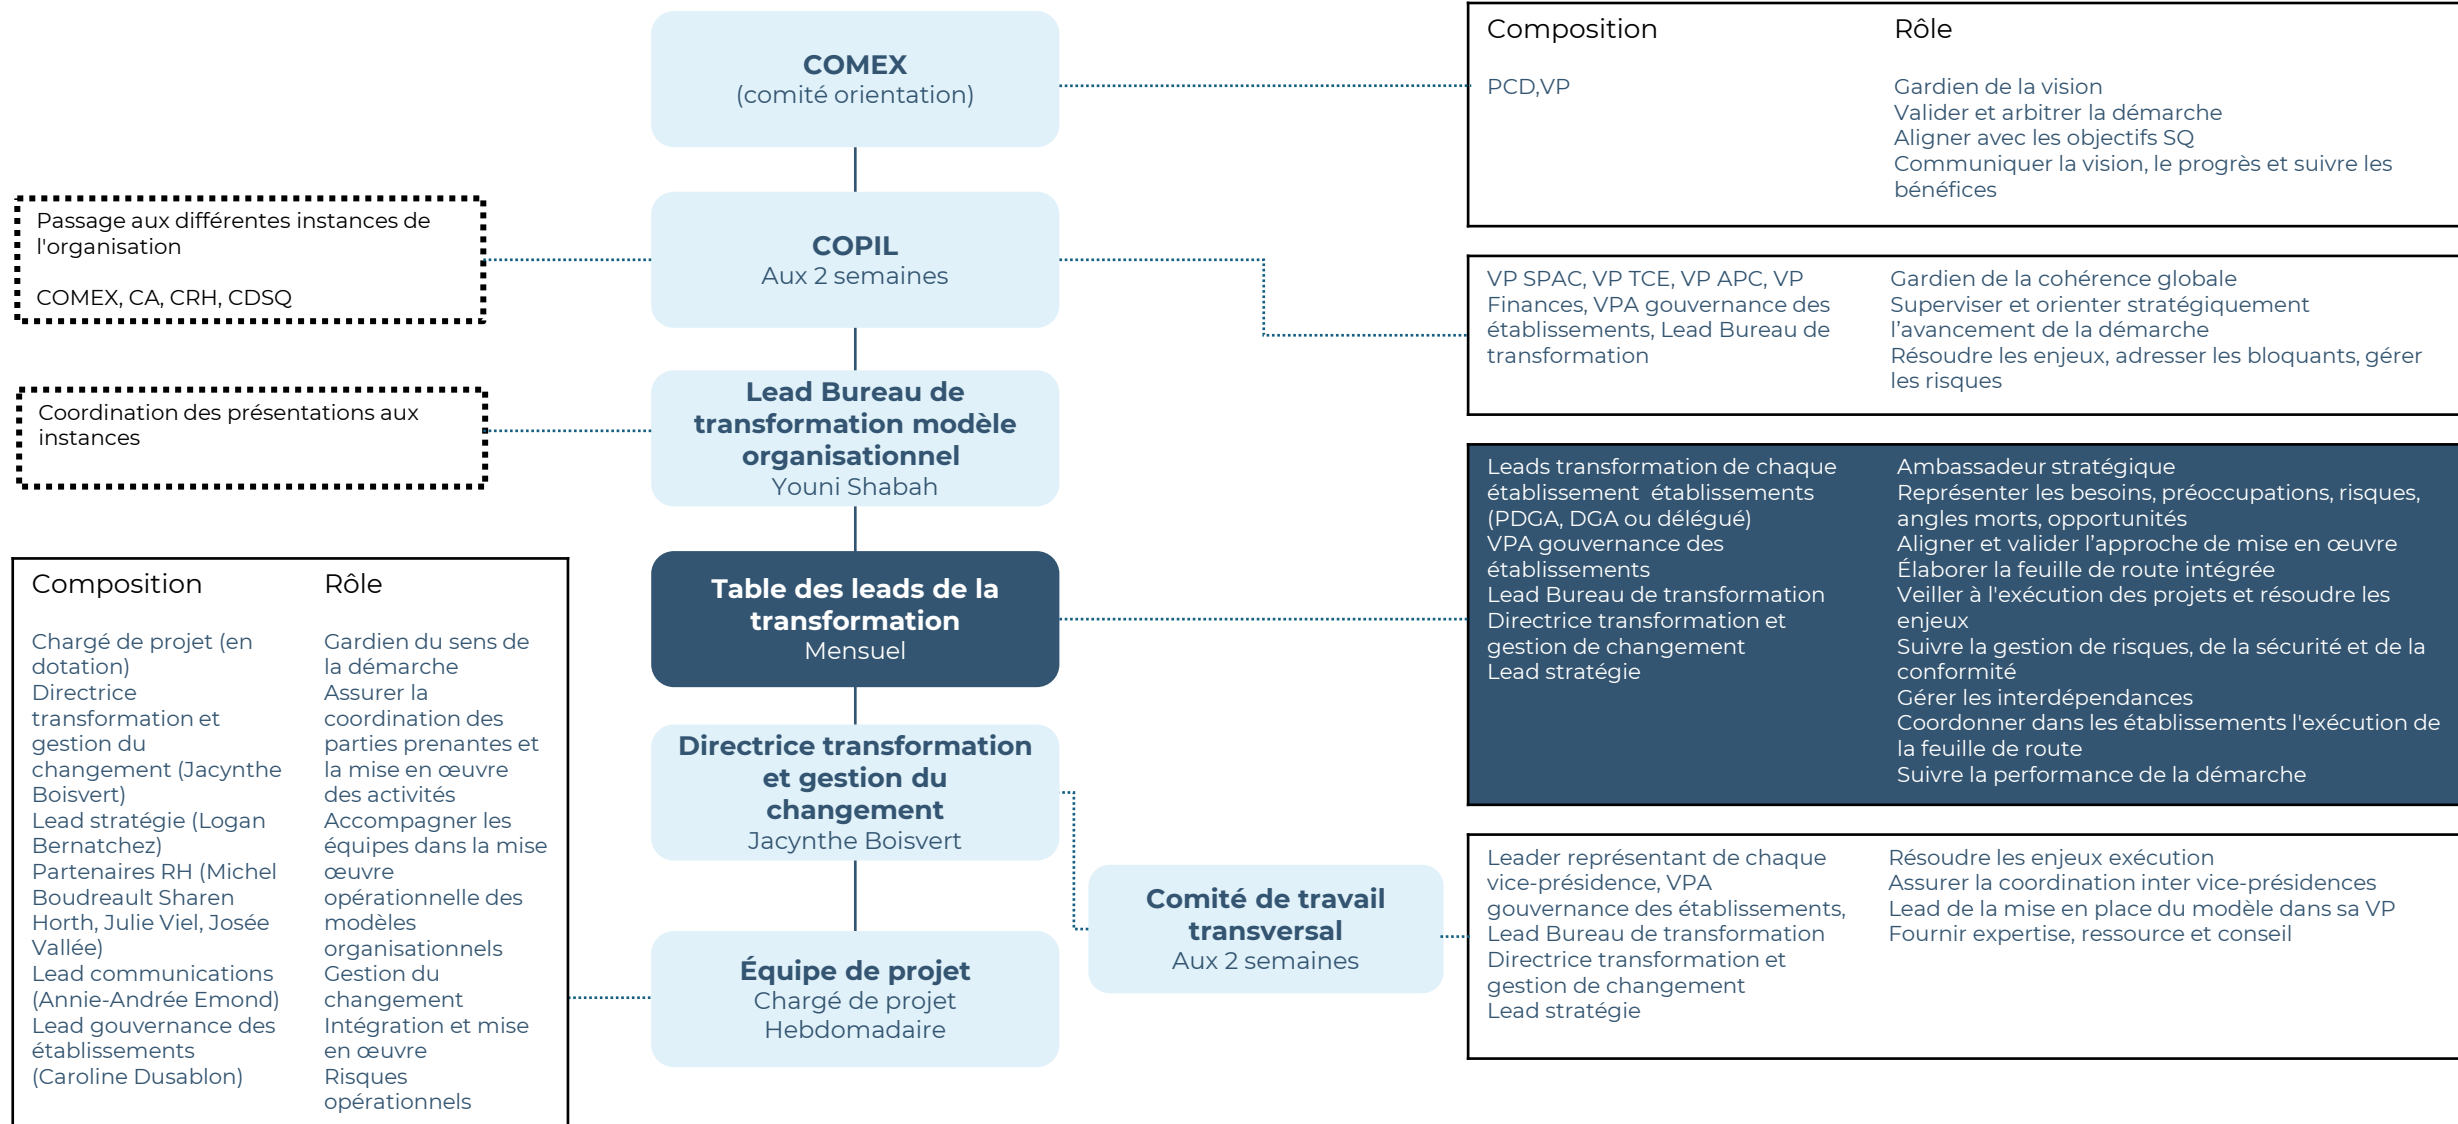 COMEX
(comité orientation)
COPIL
Aux 2 semaines
Lead Bureau de
transformation modèle
organisationnel
Youni Shabah
Table des leads de la
transformation
Mensuel
Directrice transformation
et gestion du
changement
Jacynthe Boisvert
Équipe de projet
Chargé de projet
Hebdomadaire
Comité de travail
transversal
Aux 2 semaines
Passage aux différentes instances de
l'organisation
COMEX, CA, CRH, CDSQ
Coordination des présentations aux
instances
Composition
Chargé de projet (en
dotation)
Directrice
transformation et
gestion du
changement (Jacynthe
Boisvert)
Lead stratégie (Logan
Bernatchez)
Partenaires RH (Michel
Boudreault Sharen
Horth, Julie Viel, Josée
Vallée)
Lead communications
(Annie-Andrée Emond)
Lead gouvernance des
établissements
(Caroline Dusablon)
Rôle
Gardien du sens de
la démarche
Assurer la
coordination des
parties prenantes et
la mise en œuvre
des activités
Accompagner les
équipes dans la mise
œuvre
opérationnelle des
modèles
organisationnels
Gestion du
changement
Intégration et mise
en œuvre
Risques
opérationnels
Composition
PCD,VP
Rôle
Gardien de la vision
Valider et arbitrer la démarche
Aligner avec les objectifs SQ
Communiquer la vision, le progrès et suivre les
bénéfices
VP SPAC, VP TCE, VP APC, VP
Finances, VPA gouvernance des
établissements, Lead Bureau de
transformation
Gardien de la cohérence globale
Superviser et orienter stratégiquement
l’avancement de la démarche
Résoudre les enjeux, adresser les bloquants, gérer
les risques
Leads transformation de chaque
établissement  établissements
(PDGA, DGA ou délégué)
VPA gouvernance des
établissements
Lead Bureau de transformation
Directrice transformation et
gestion de changement
Lead stratégie
Ambassadeur stratégique
Représenter les besoins, préoccupations, risques,
angles morts, opportunités
Aligner et valider l’approche de mise en œuvre
Élaborer la feuille de route intégrée
Veiller à l'exécution des projets et résoudre les
enjeux
Suivre la gestion de risques, de la sécurité et de la
conformité
Gérer les interdépendances
Coordonner dans les établissements l'exécution de
la feuille de route
Suivre la performance de la démarche
Leader représentant de chaque
vice-présidence, VPA
gouvernance des établissements,
Lead Bureau de transformation
Directrice transformation et
gestion de changement
Lead stratégie
Résoudre les enjeux exécution
Assurer la coordination inter vice-présidences
Lead de la mise en place du modèle dans sa VP
Fournir expertise, ressource et conseil